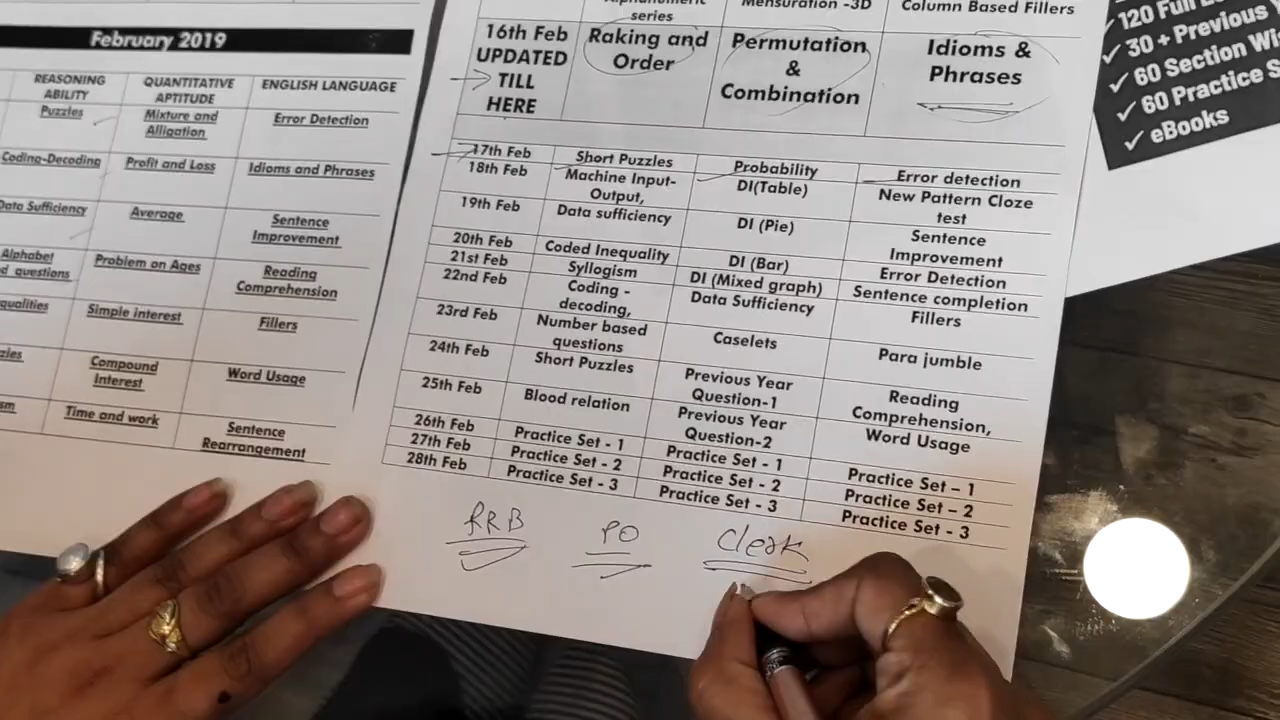 February 2019
REASONING ABILITY QUANTITATIVE APTITUDE ENGLISH LANGUAGE
Puzzles Mixture and Alligation Error Detection
Coding-Decoding Profit and Loss Idioms and Phrases
Data Sufficiency Average Sentence Improvement
Alphabet questions Problem on Ages Reading Comprehension
Simple interest Fillers
Compound Interest Word Usage
Time and work Sentence Rearrangement
series Mensuration -3D Column Based Fillers
16th Feb UPDATED TILL HERE Raking and Order Permutation & Combination Idioms & Phrases
17th Feb Short Puzzles Probability Error detection
18th Feb Machine Input-Output, DI(Table) New Pattern Cloze test
19th Feb Data sufficiency DI (Pie) Sentence Improvement
20th Feb Coded Inequality DI (Bar) Error Detection
21st Feb Syllogism DI (Mixed graph) Sentence completion
22nd Feb Coding - decoding, Data Sufficiency Fillers
23rd Feb Number based questions Caselets Para jumble
24th Feb Short Puzzles Previous Year Question-1 Reading Comprehension,
25th Feb Blood relation Previous Year Question-2 Word Usage
26th Feb Practice Set - 1 Practice Set - 1 Practice Set – 1
27th Feb Practice Set - 2 Practice Set - 2 Practice Set – 2
28th Feb Practice Set - 3 Practice Set - 3 Practice Set - 3
RRB PO Clerk
✓ 120 Full
✓ 30 + Previous
✓ 60 Section
✓ 60 Practice
✓ eBooks